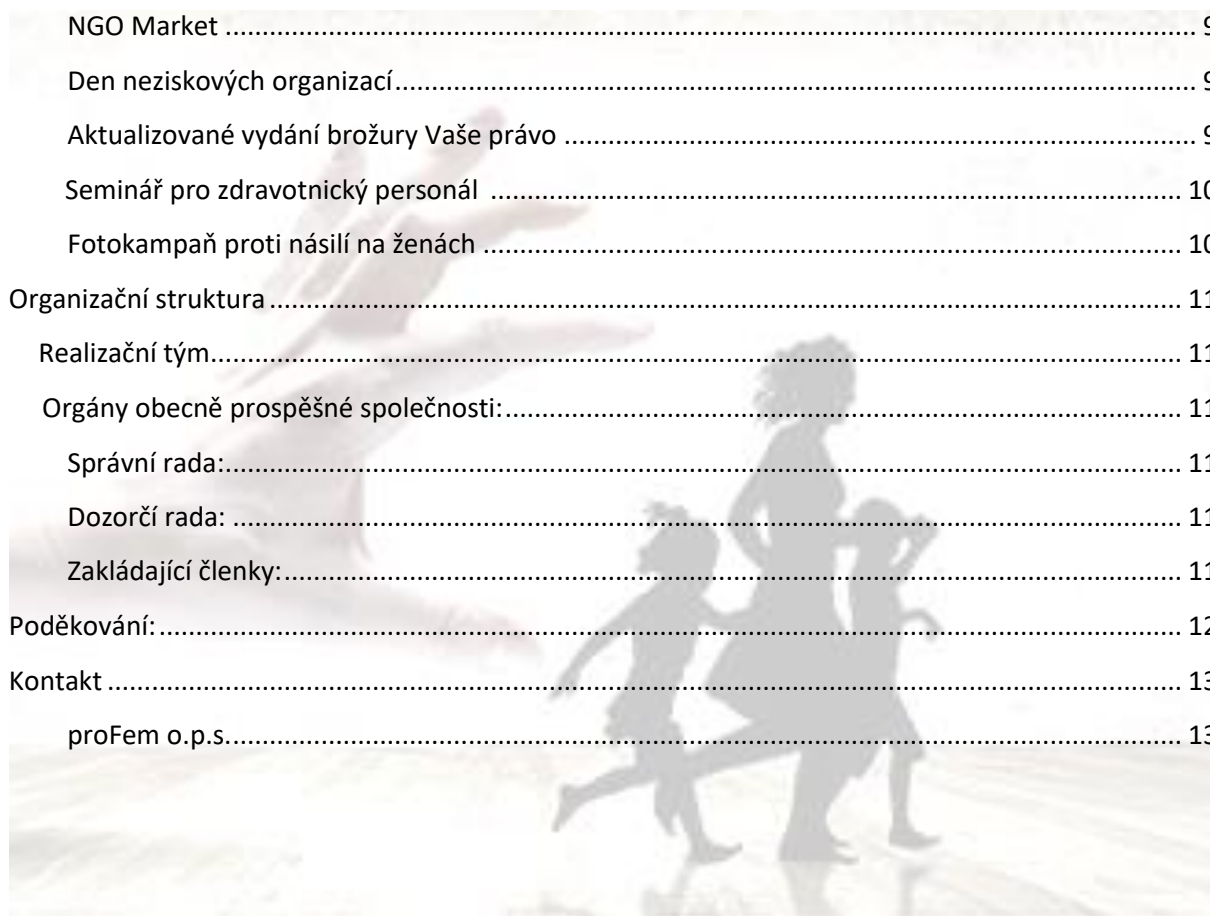 NGO Market ........................................................................................................ 9
Den neziskových organizací ........................................................................................................ 9
Aktualizované vydání brožury Vaše právo ........................................................................................................ 9
Seminář pro zdravotnický personál ........................................................................................................ 10
Fotokampaň proti násilí na ženách ........................................................................................................ 10
Organizační struktura ........................................................................................................ 11
Realizační tým ........................................................................................................ 11
Orgány obecně prospěšné společnosti: ........................................................................................................ 11
Správní rada: ........................................................................................................ 11
Dozorčí rada: ........................................................................................................ 11
Zakládající členky: ........................................................................................................ 11
Poděkování: ........................................................................................................ 12
Kontakt ........................................................................................................ 13
proFem o.p.s. ........................................................................................................ 13